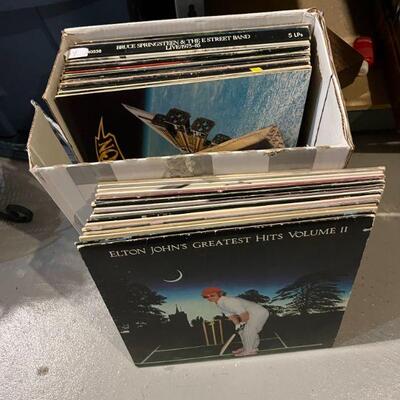 BRUCE SPRINGSTEEN & THE E STREET BAND
LIVE/1975-85
5 LPs
ELTON JOHN'S GREATEST HITS VOLUME II